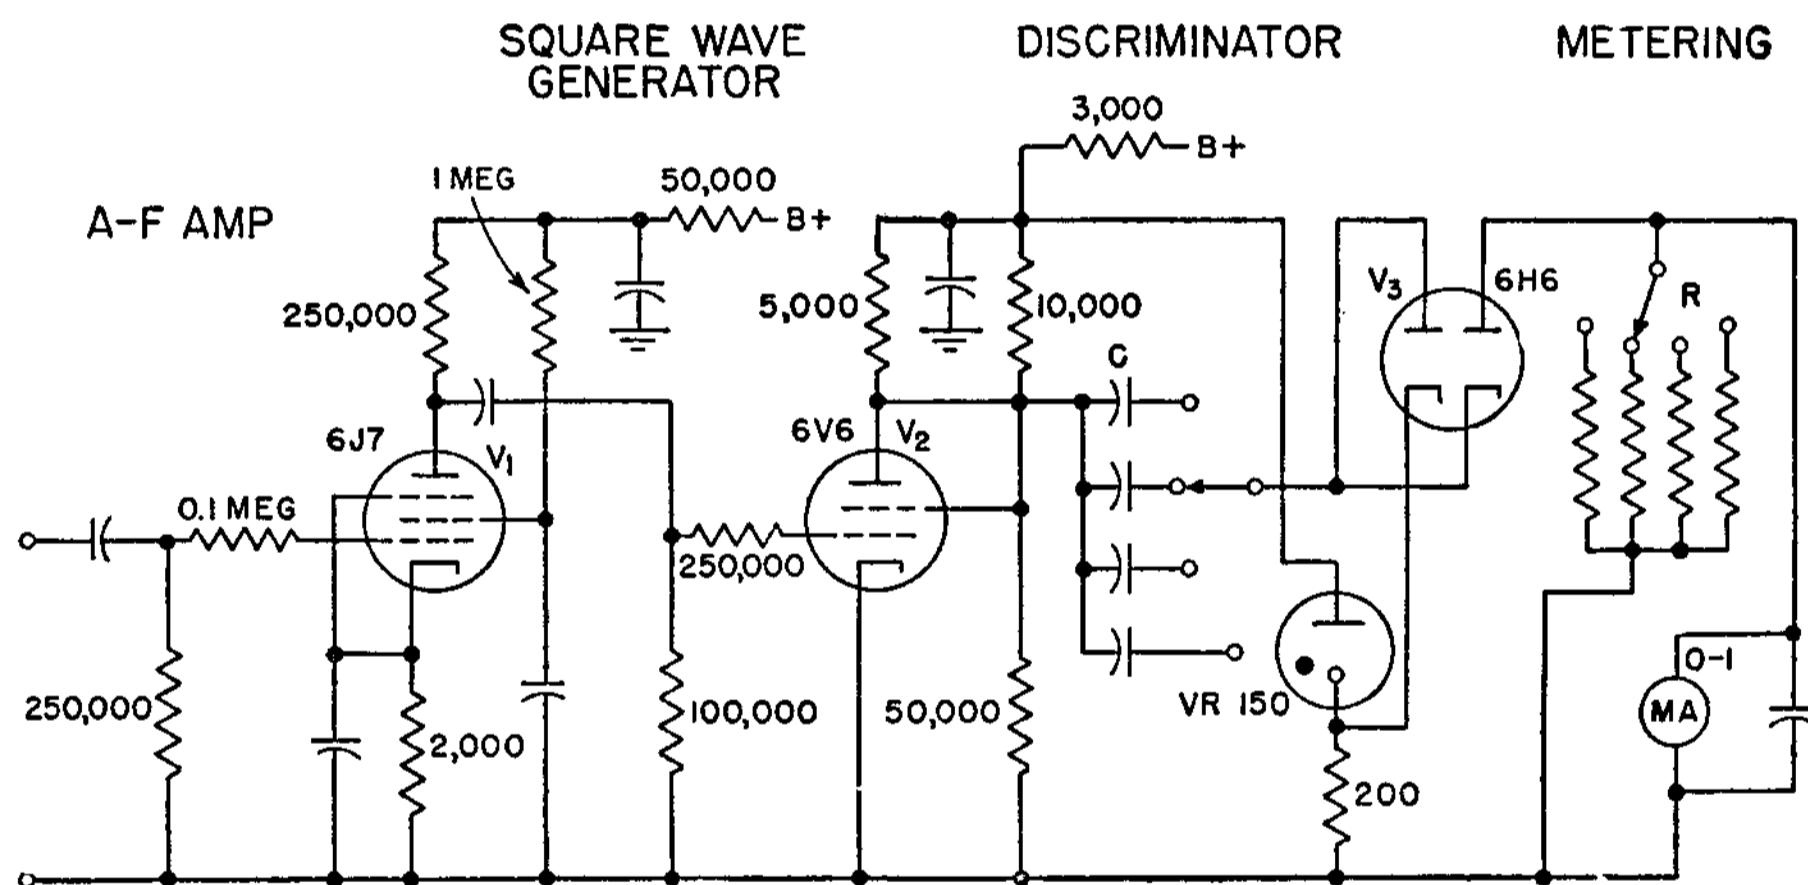 SQUARE WAVE
GENERATOR
DISCRIMINATOR
METERING
A-F AMP
3,000
B+
1 MEG
50,000
B+
250,000
5,000
10,000
C
V3
6H6
R
6J7
V1
6V6
V2
0.1 MEG
250,000
250,000
2,000
100,000
50,000
VR 150
200
0-1
MA